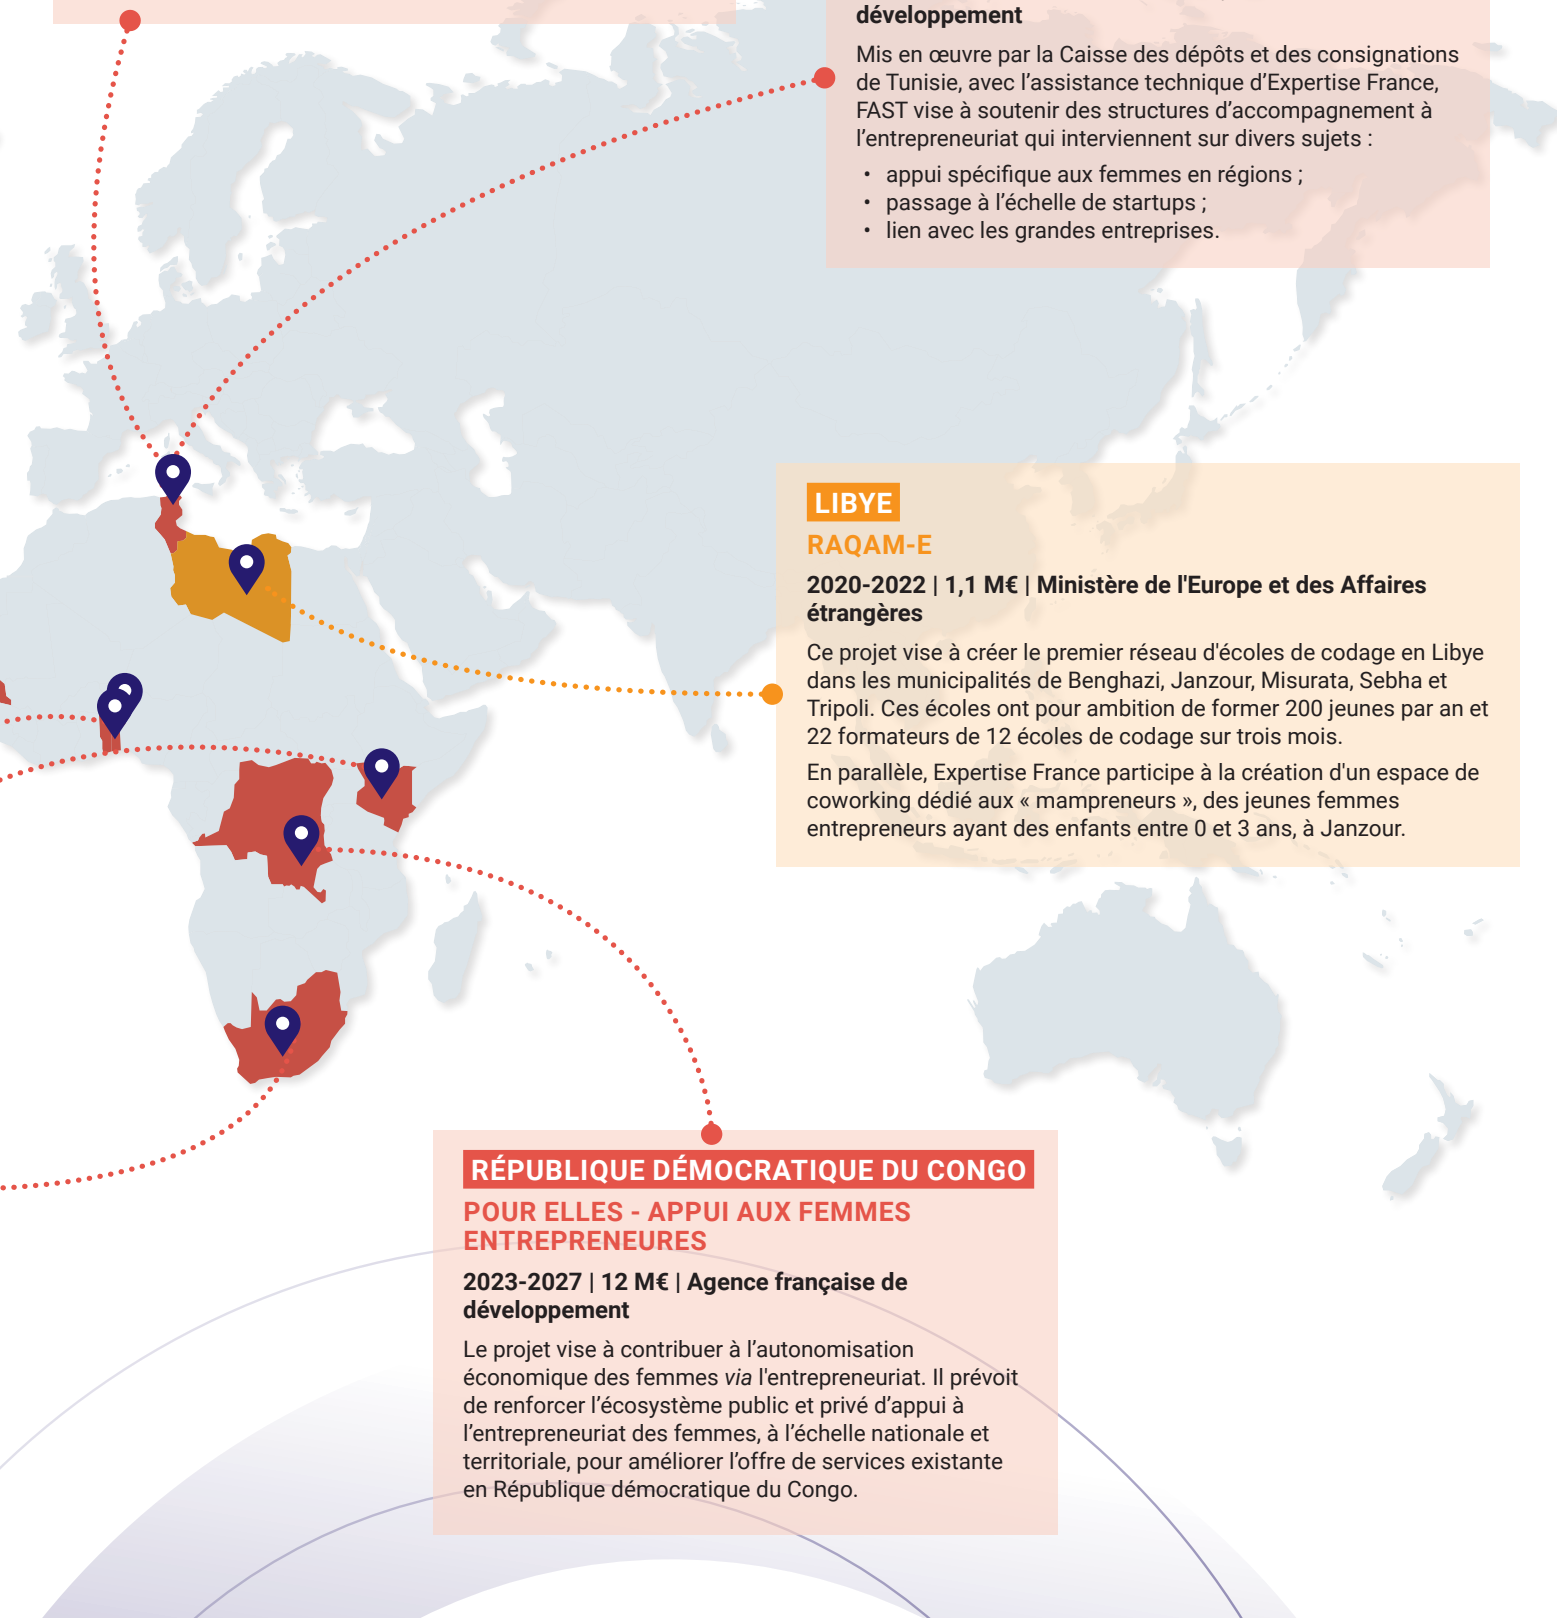 développement
Mis en œuvre par la Caisse des dépôts et des consignations
de Tunisie, avec l’assistance technique d’Expertise France,
FAST vise à soutenir des structures d’accompagnement à
l’entrepreneuriat qui interviennent sur divers sujets :
• appui spécifique aux femmes en régions ;
• passage à l’échelle de startups ;
• lien avec les grandes entreprises.
LIBYE
RAQAM-E
2020-2022 | 1,1 M€ | Ministère de l'Europe et des Affaires
étrangères
Ce projet vise à créer le premier réseau d'écoles de codage en Libye
dans les municipalités de Benghazi, Janzour, Misurata, Sebha et
Tripoli. Ces écoles ont pour ambition de former 200 jeunes par an et
22 formateurs de 12 écoles de codage sur trois mois.
En parallèle, Expertise France participe à la création d'un espace de
coworking dédié aux « mampreneurs », des jeunes femmes
entrepreneurs ayant des enfants entre 0 et 3 ans, à Janzour.
RÉPUBLIQUE DÉMOCRATIQUE DU CONGO
POUR ELLES - APPUI AUX FEMMES
ENTREPRENEURES
2023-2027 | 12 M€ | Agence française de
développement
Le projet vise à contribuer à l’autonomisation
économique des femmes via l'entrepreneuriat. Il prévoit
de renforcer l’écosystème public et privé d’appui à
l’entrepreneuriat des femmes, à l’échelle nationale et
territoriale, pour améliorer l’offre de services existante
en République démocratique du Congo.